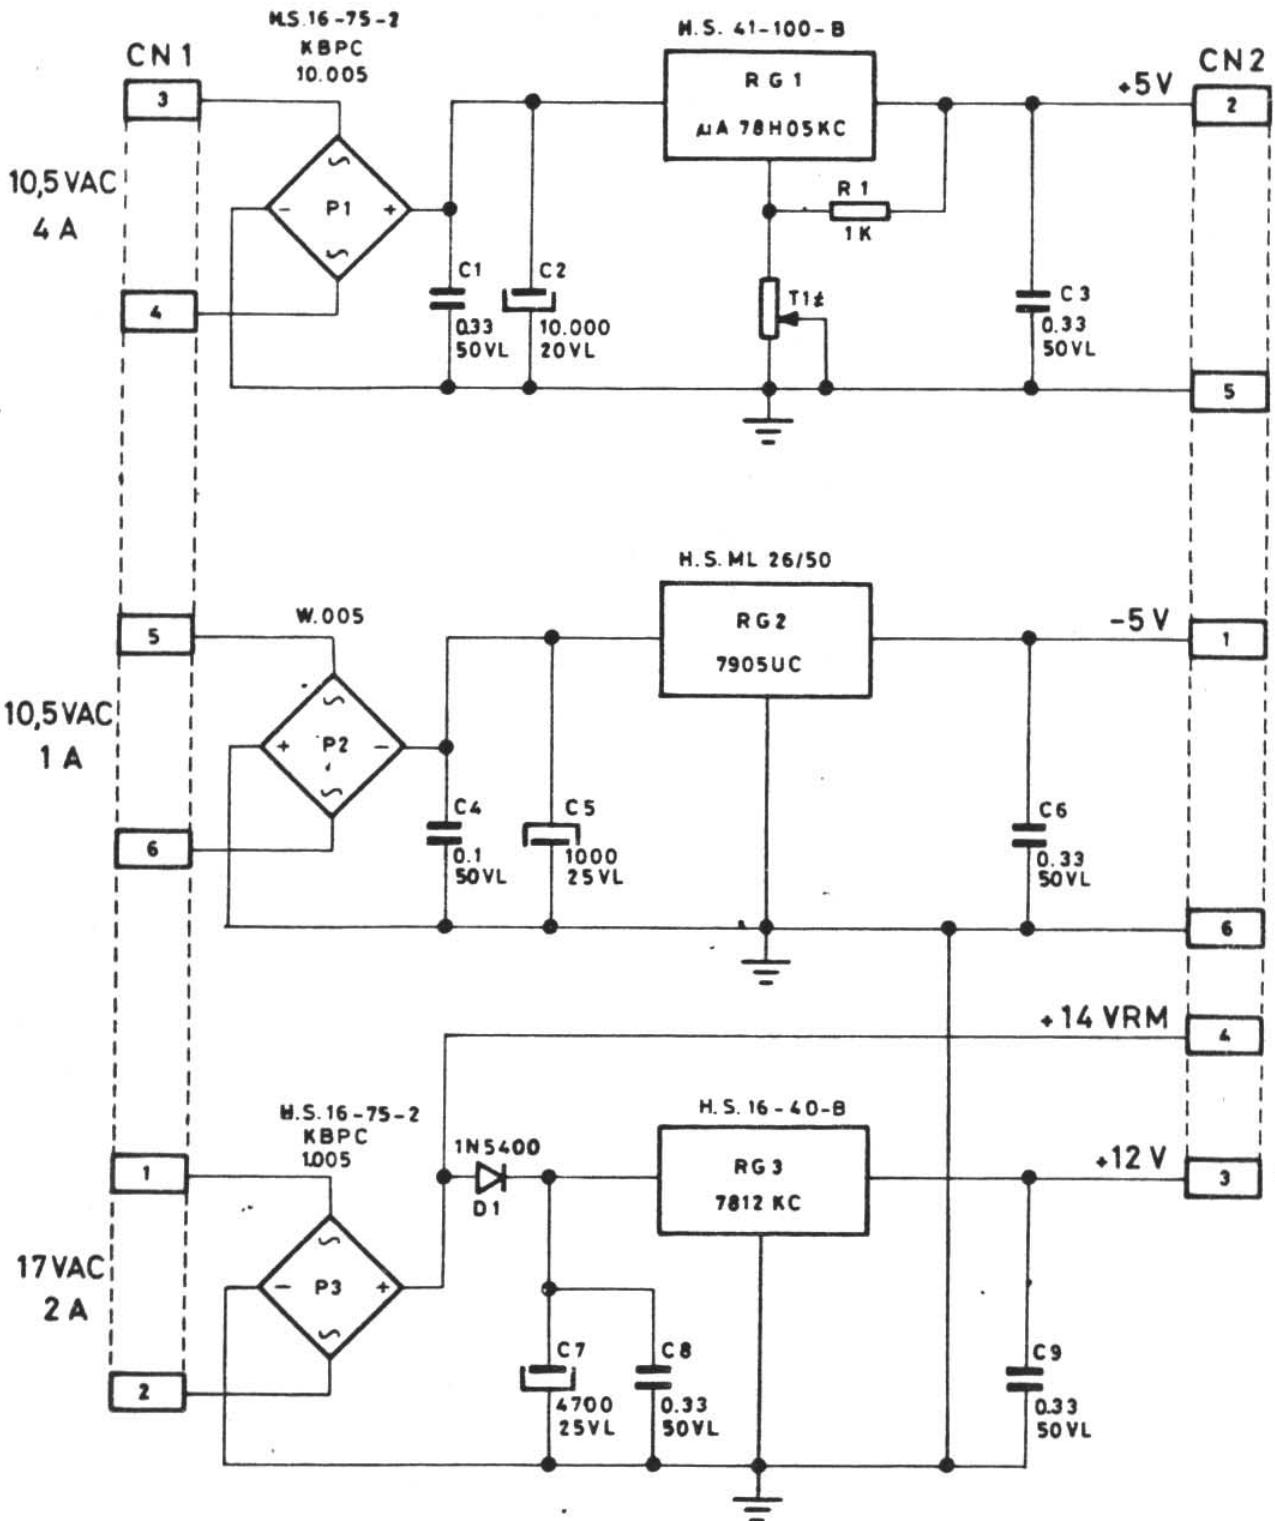 H.S.16-75-2
KBPC
10.005
H.S. 41-100-B
CN1
CN2
3
RG1
µA 78H05KC
+5V
2
10,5VAC
4A
-
P1
+
R1
1K
4
C1
0.33
50VL
C2
10.000
20VL
T1
C3
0.33
50VL
5
H.S.ML 26/50
5
W.005
RG2
7905UC
-5V
1
10,5VAC
1A
+
P2
-
6
C4
0.1
50VL
C5
1000
25VL
C6
0.33
50VL
6
+14 VRM
4
H.S.16-75-2
KBPC
1.005
H.S.16-40-B
1
1N5400
D1
RG3
7812 KC
+12V
3
17VAC
2A
-
P3
+
2
C7
4700
25VL
C8
0.33
50VL
C9
0.33
50VL